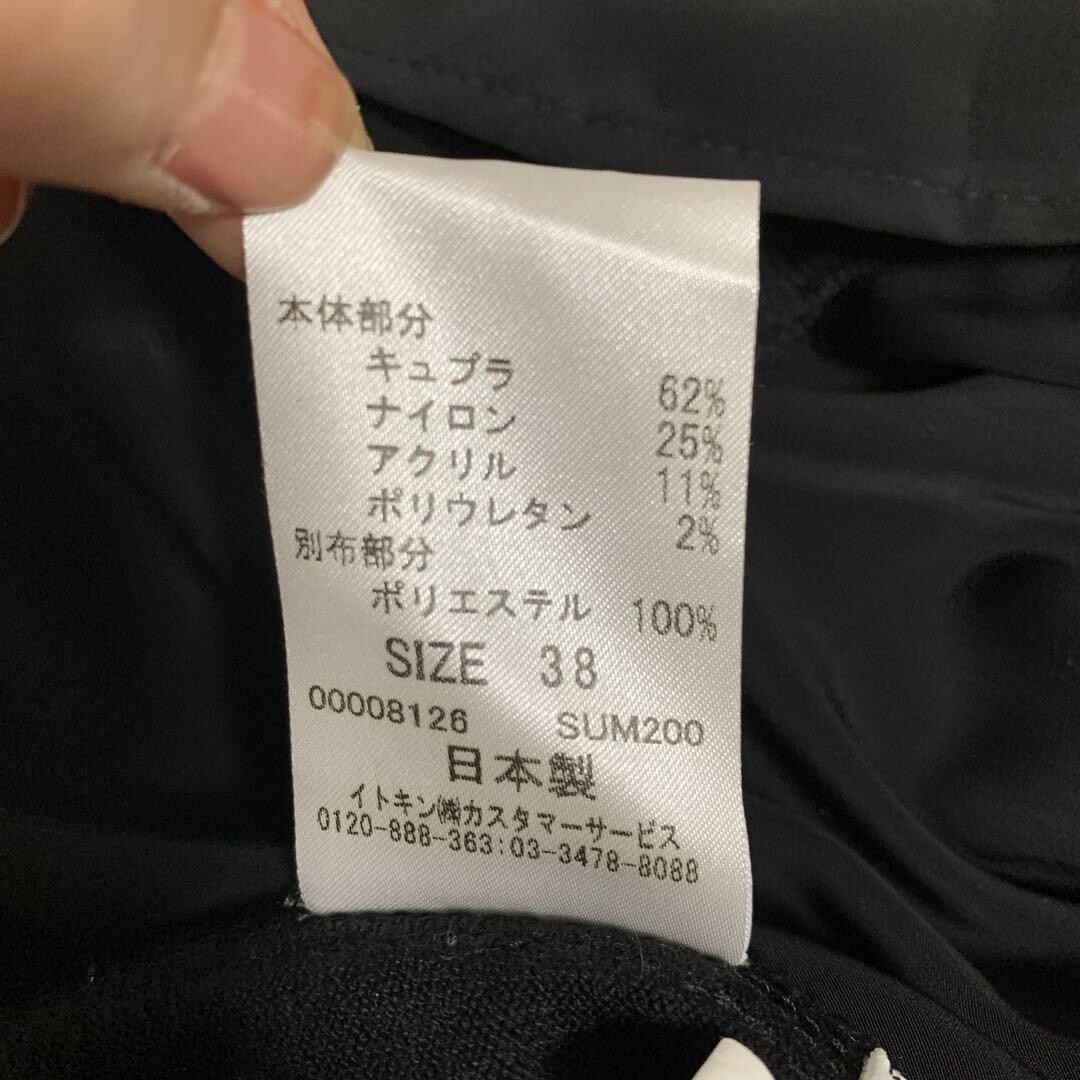 本体部分
キュプラ 62%
ナイロン 25%
アクリル 11%
ポリウレタン 2%
別布部分
ポリエステル 100%
SIZE 38
00008126 SUM200
日本製
イトキン㈱カスタマーサービス
0120-888-363:03-3478-8088